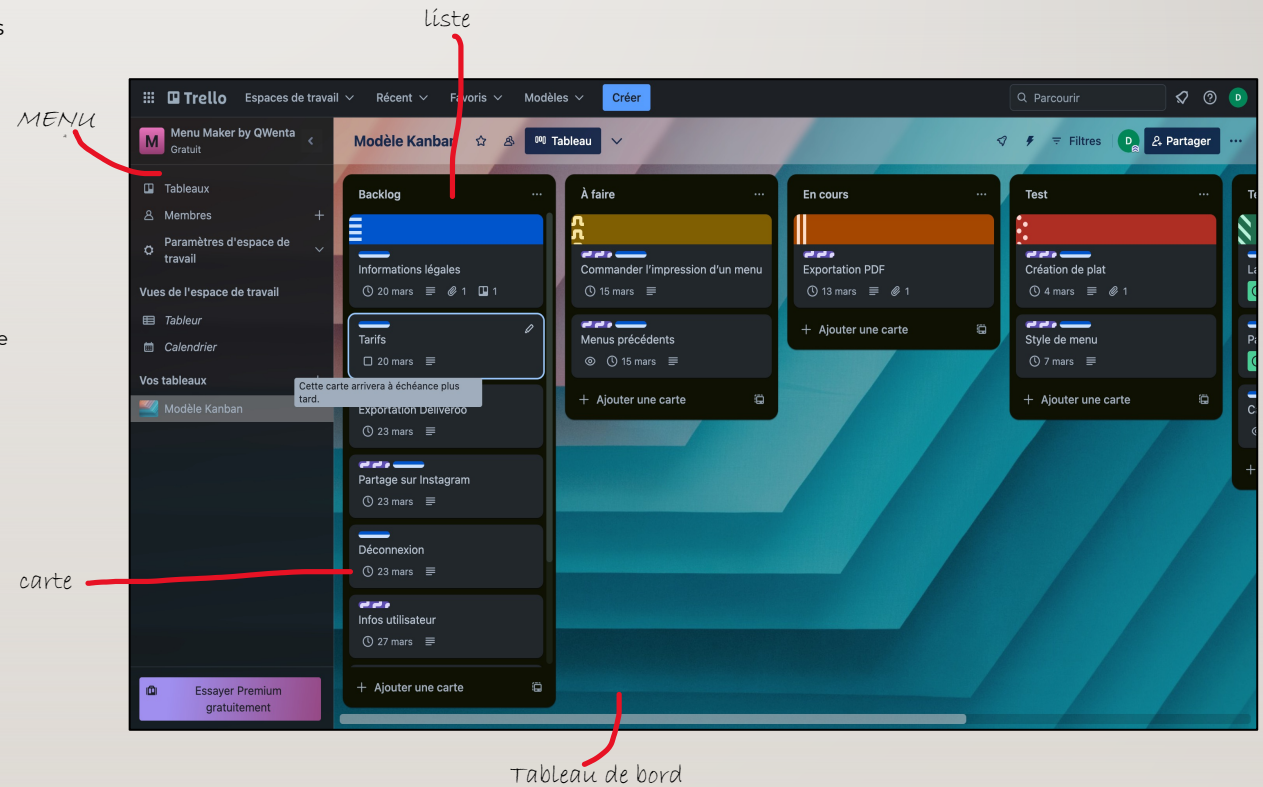 liste
s
MENU
Trello Espaces de travail Récent Favoris Modèles Créer Parcourir D
M Menu Maker by QWenta
Gratuit
Modèle Kanban Tableau Filtres D Partager
Tableaux
Membres
Paramètres d'espace de
travail
Vues de l'espace de travail
Tableur
Calendrier
Vos tableaux
Modèle Kanban
e
Essayer Premium
gratuitement
Backlog
Informations légales
20 mars 1 1
Tarifs
20 mars
Cette carte arrivera à échéance plus
tard.
Exportation Deliveroo
23 mars
Partage sur Instagram
23 mars
Déconnexion
23 mars
Infos utilisateur
27 mars
+ Ajouter une carte
À faire
Commander l'impression d'un menu
15 mars
Menus précédents
15 mars
+ Ajouter une carte
En cours
Exportation PDF
13 mars 1
+ Ajouter une carte
Test
Création de plat
4 mars 1
Style de menu
7 mars
+ Ajouter une carte
carte
Tableau de bord